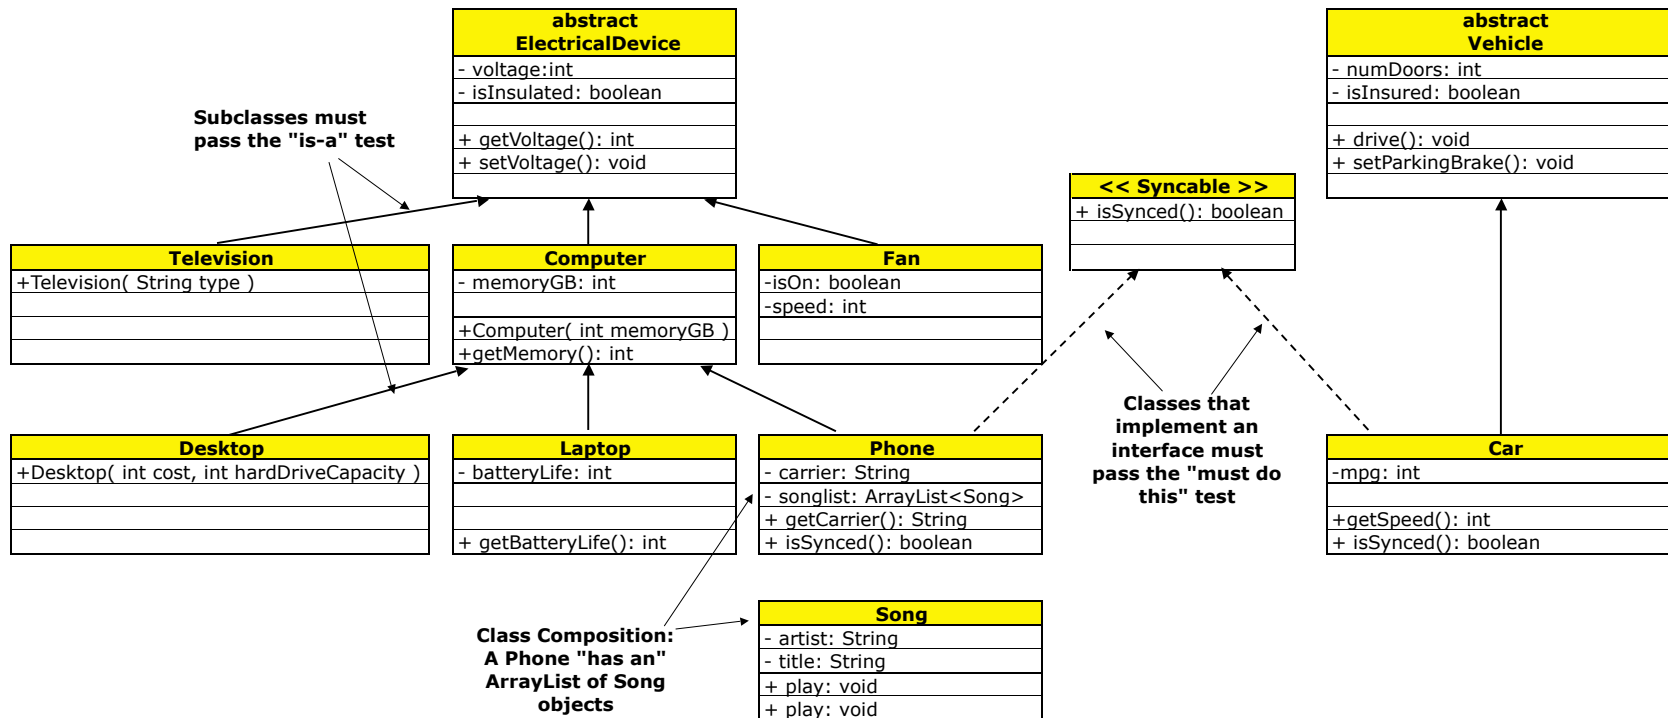 abstract
ElectricalDevice
- voltage:int
- isInsulated: boolean
+ getVoltage(): int
+ setVoltage(): void
abstract
Vehicle
- numDoors: int
- isInsured: boolean
+ drive(): void
+ setParkingBrake(): void
Subclasses must
pass the "is-a" test
<< Syncable >>
+ isSynced(): boolean
Television
+Television( String type )
Computer
- memoryGB: int
+Computer( int memoryGB )
+getMemory(): int
Fan
-isOn: boolean
-speed: int
Classes that
implement an
interface must
pass the "must do
this" test
Desktop
+Desktop( int cost, int hardDriveCapacity )
Laptop
- batteryLife: int
+ getBatteryLife(): int
Phone
- carrier: String
- songlist: ArrayList<Song>
+ getCarrier(): String
+ isSynced(): boolean
Car
-mpg: int
+getSpeed(): int
+ isSynced(): boolean
Class Composition:
A Phone "has an"
ArrayList of Song
objects
Song
- artist: String
- title: String
+ play: void
+ play: void